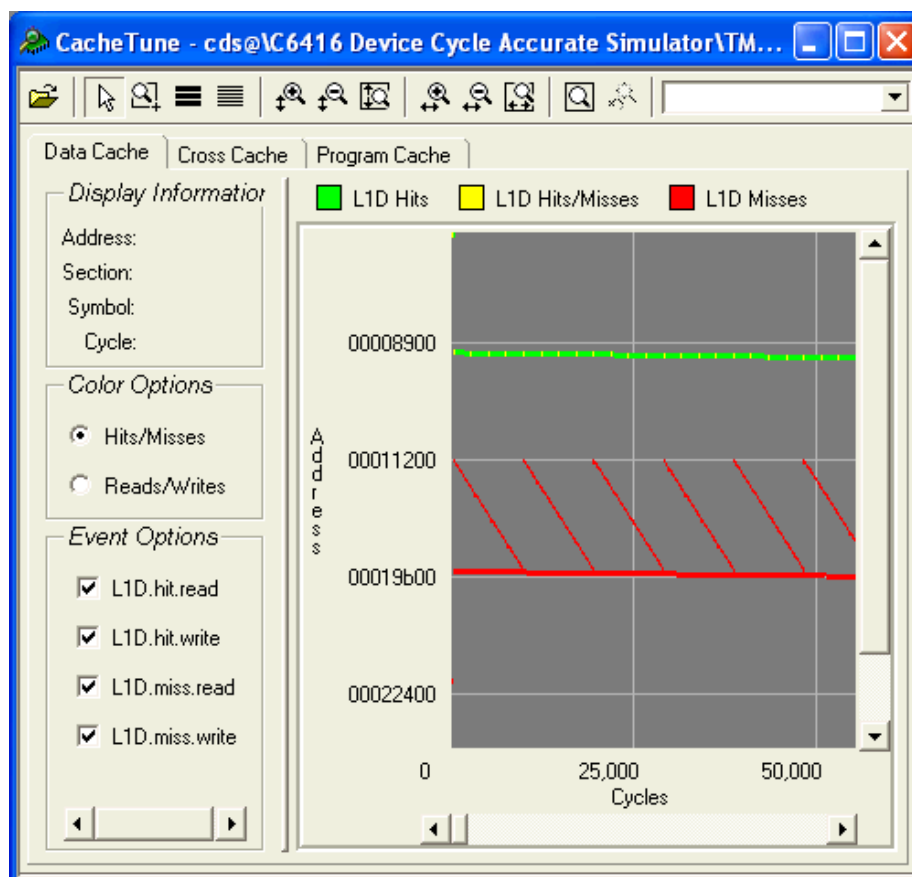 CacheTune - cds@\C6416 Device Cycle Accurate Simulator\TM...
Data Cache Cross Cache Program Cache
Display Information
Address:
Section:
Symbol:
Cycle:
Color Options
Hits/Misses
Reads/Writes
Event Options
L1D.hit.read
L1D.hit.write
L1D.miss.read
L1D.miss.write
L1D Hits L1D Hits/Misses L1D Misses
Address
00008900
00011200
00019b00
00022400
0 25,000 50,000
Cycles